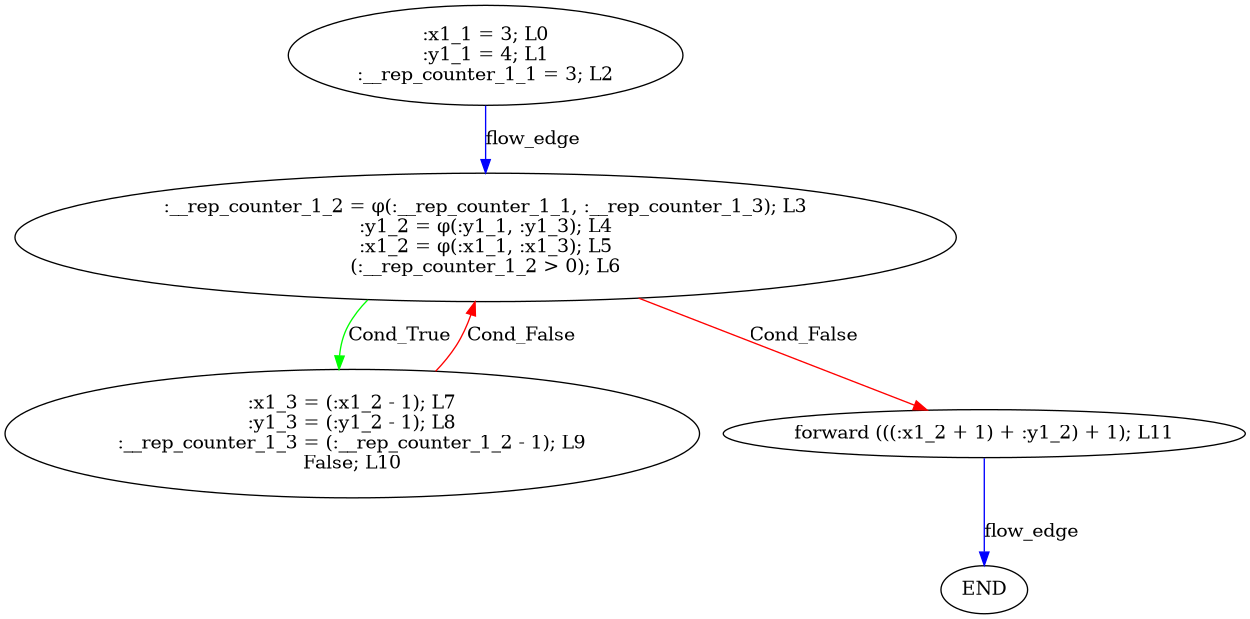 :x1_1 = 3; L0
:y1_1 = 4; L1
:__rep_counter_1_1 = 3; L2
flow_edge
:__rep_counter_1_2 = φ(:__rep_counter_1_1, :__rep_counter_1_3); L3
:y1_2 = φ(:y1_1, :y1_3); L4
:x1_2 = φ(:x1_1, :x1_3); L5
(:__rep_counter_1_2 > 0); L6
Cond_True
Cond_False
Cond_False
:x1_3 = (:x1_2 - 1); L7
:y1_3 = (:y1_2 - 1); L8
:__rep_counter_1_3 = (:__rep_counter_1_2 - 1); L9
False; L10
forward (((:x1_2 + 1) + :y1_2) + 1); L11
flow_edge
END